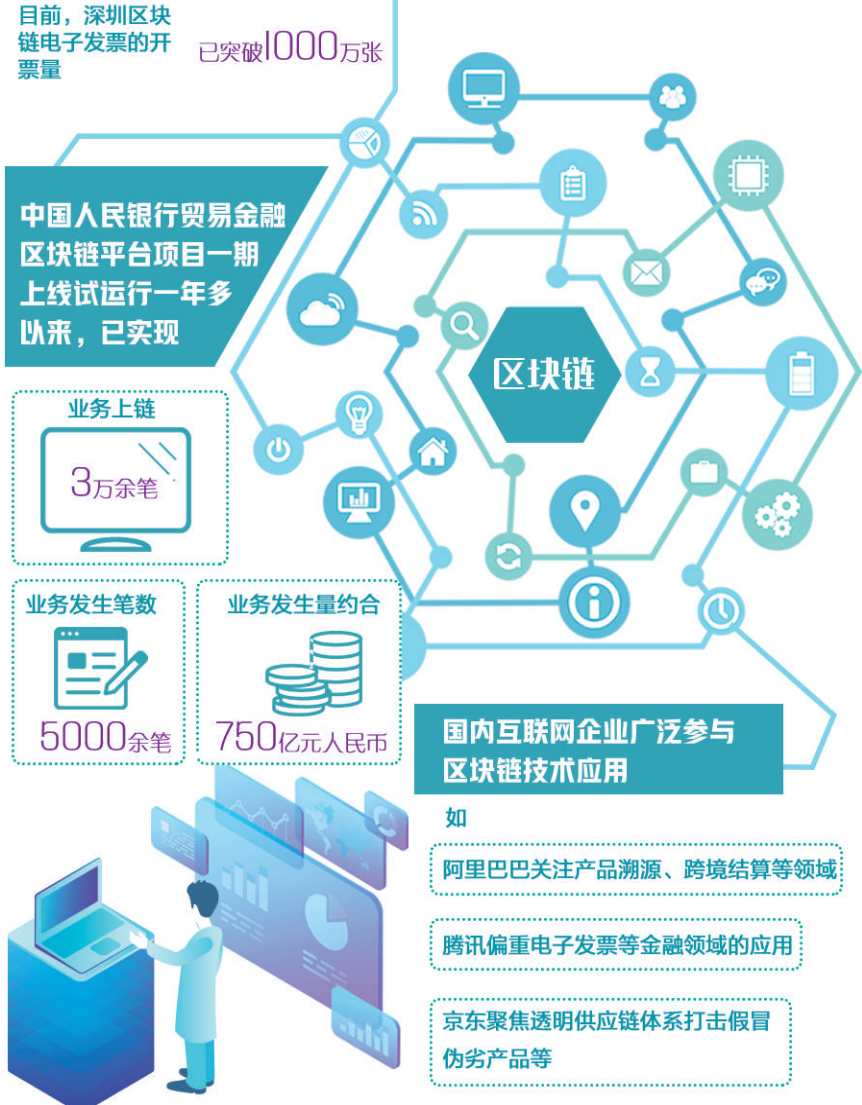 目前，深圳区块
链电子发票的开
票量
已突破1000万张
中国人民银行贸易金融
区块链平台项目一期
上线试运行一年多
以来，已实现
区块链
业务上链
3万余笔
业务发生笔数
5000余笔
业务发生量约合
750亿元人民币
国内互联网企业广泛参与
区块链技术应用
如
阿里巴巴关注产品溯源、跨境结算等领域
腾讯偏重电子发票等金融领域的应用
京东聚焦透明供应链体系打击假冒
伪劣产品等